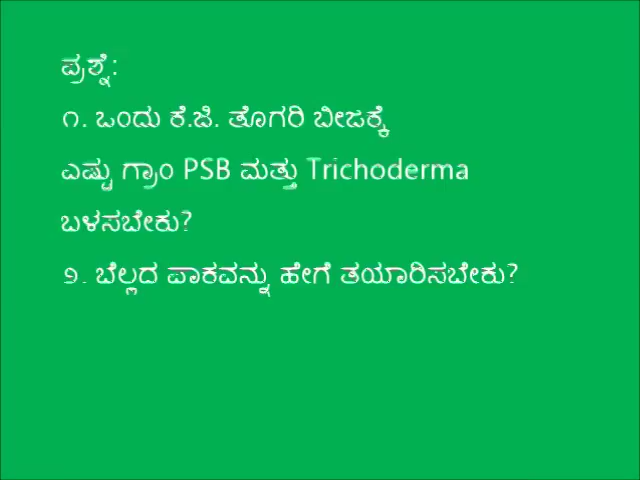 ಪ್ರಶ್ನೆ:
೧. ಒಂದು ಕೆ.ಜಿ. ತೊಗರಿ ಬೀಜಕ್ಕೆ
ಎಷ್ಟು ಗ್ರಾಂ PSB ಮತ್ತು Trichoderma
ಬಳಸಬೇಕು?
೨. ಬೆಲ್ಲದ ಪಾಕವನ್ನು ಹೇಗೆ ತಯಾರಿಸಬೇಕು?